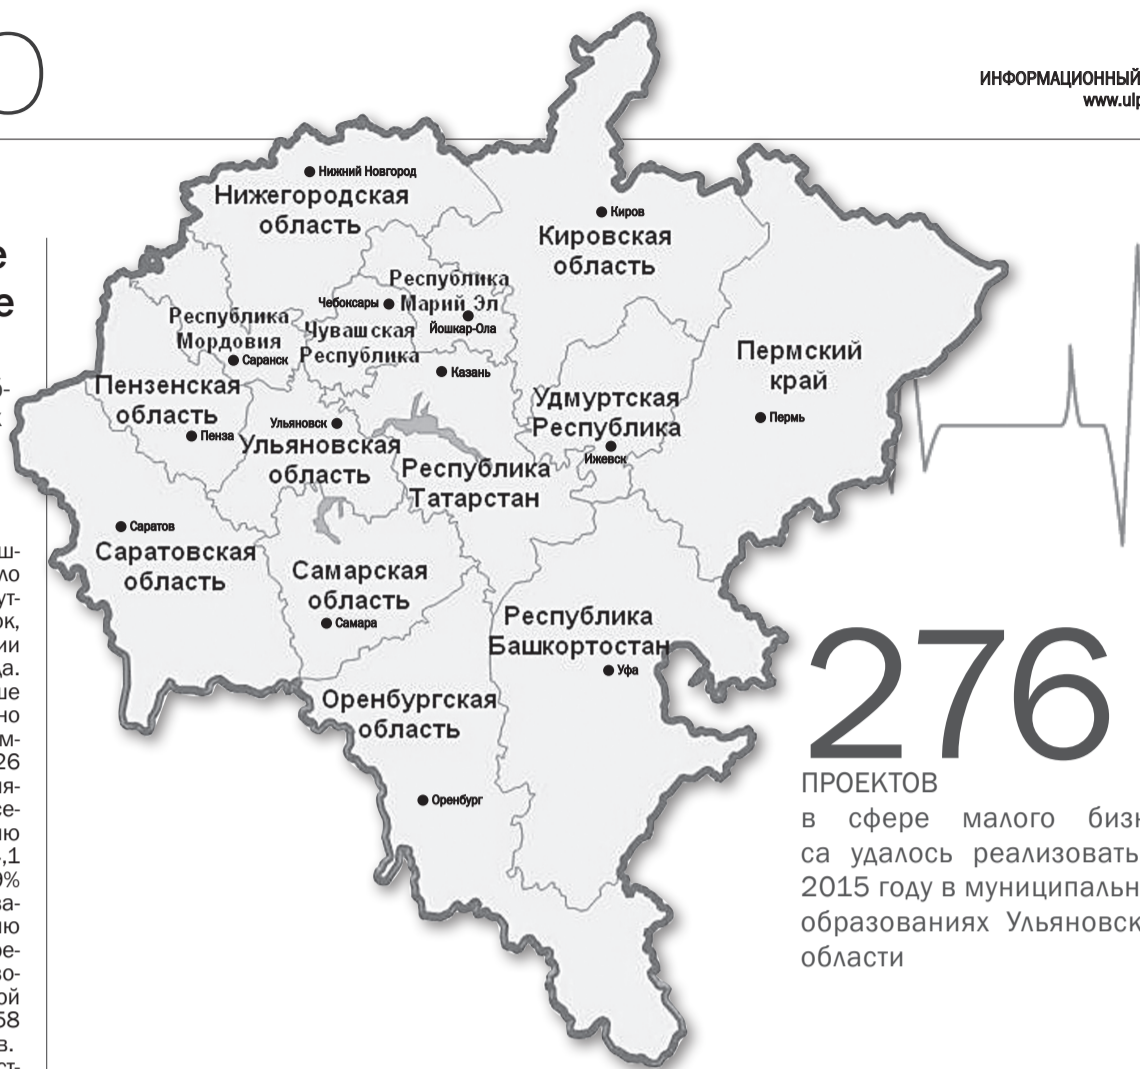 ИНФОРМАЦИОННЫЙ
www.ulp
Нижний Новгород
Нижегородская
область
Киров
Кировская
область
Республика
Марий Эл
Йошкар-Ола
Чебоксары
Чувашская
Республика
Республика
Мордовия
Саранск
Казань
Пермский
край
Пермь
Пензенская
область
Пенза
Удмуртская
Республика
Ижевск
Ульяновск
Ульяновская
область
Республика
Татарстан
Саратов
Саратовская
область
Самарская
область
Самара
Республика
Башкортостан
Уфа
Оренбургская
область
Оренбург
276
ПРОЕКТОВ
в сфере малого бизн
са удалось реализовать
2015 году в муниципальн
образованиях Ульяновск
области